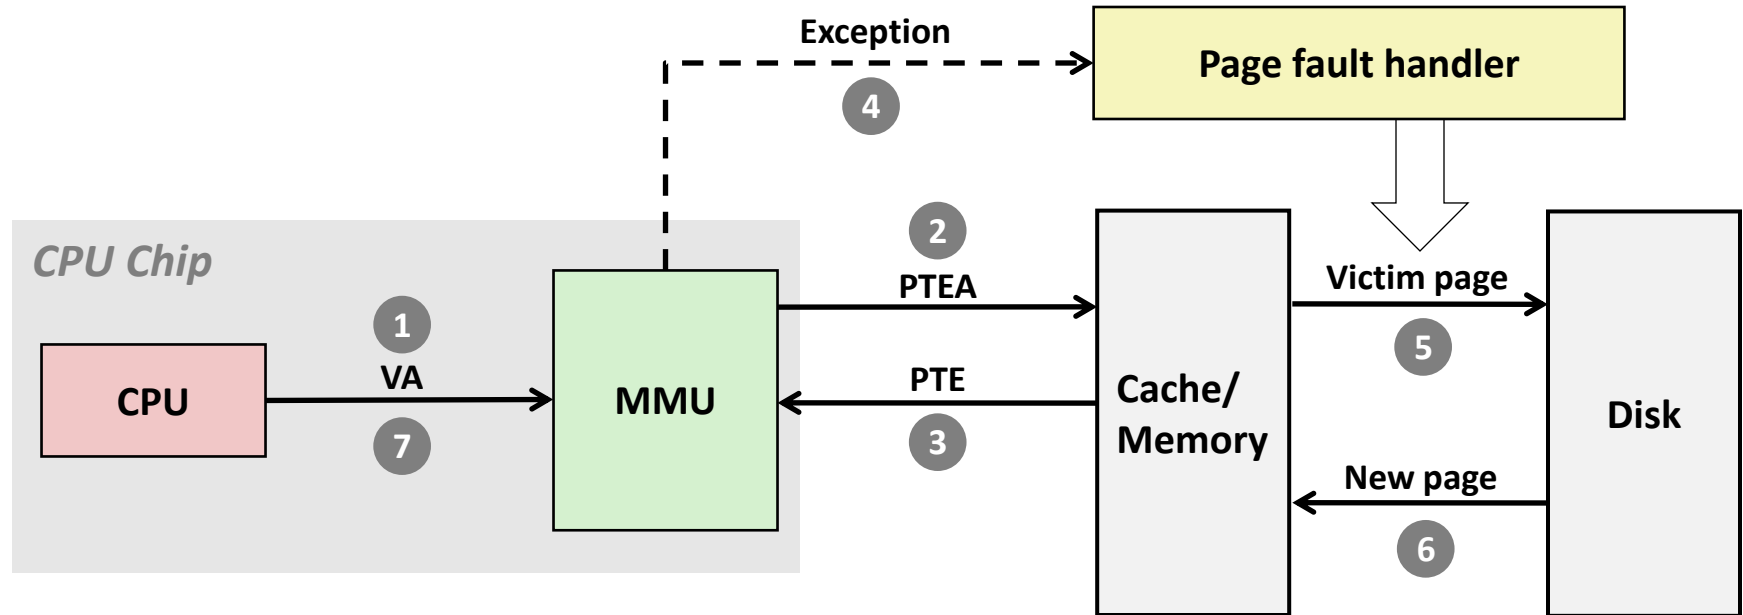 Exception
4
Page fault handler
CPU Chip
2
PTEA
Victim page
5
1
VA
7
CPU
MMU
PTE
3
Cache/
Memory
Disk
New page
6